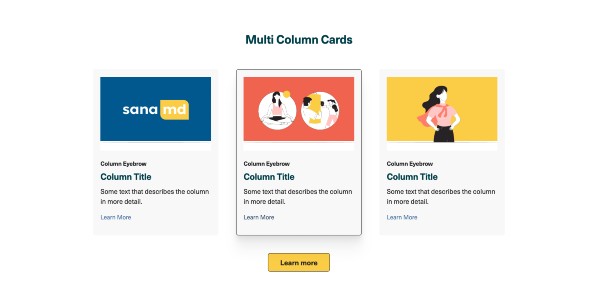 Multi Column Cards
sana md
Column Eyebrow
Column Title
Some text that describes the column
in more detail.
Learn More
Column Eyebrow
Column Title
Some text that describes the column
in more detail.
Learn More
Column Eyebrow
Column Title
Some text that describes the column
in more detail.
Learn More
Learn more